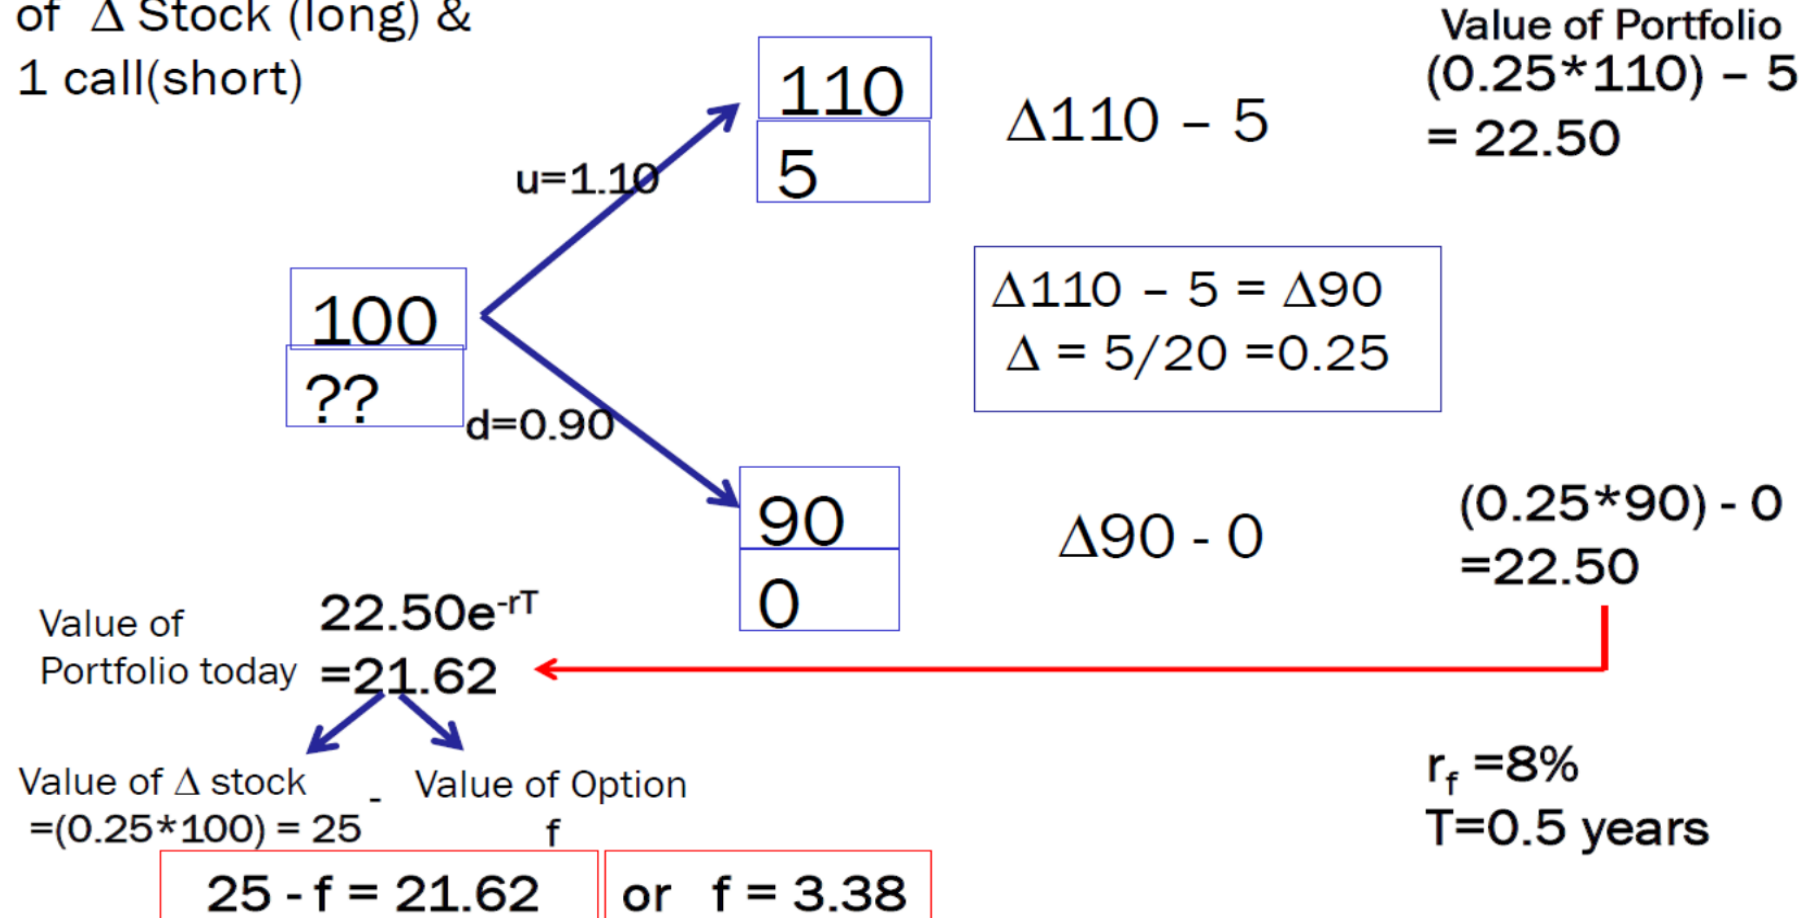 of Δ Stock (long) &
1 call(short)
Value of Portfolio
(0.25*110) – 5
= 22.50
110
5
Δ110 – 5
u=1.10
100
??
d=0.90
Δ110 – 5 = Δ90
Δ = 5/20 =0.25
90
0
Δ90 - 0
(0.25*90) - 0
=22.50
Value of
Portfolio today
22.50e-rT
=21.62
Value of Δ stock
=(0.25*100) = 25
-
Value of Option
f
rf =8%
T=0.5 years
25 - f = 21.62
or f = 3.38